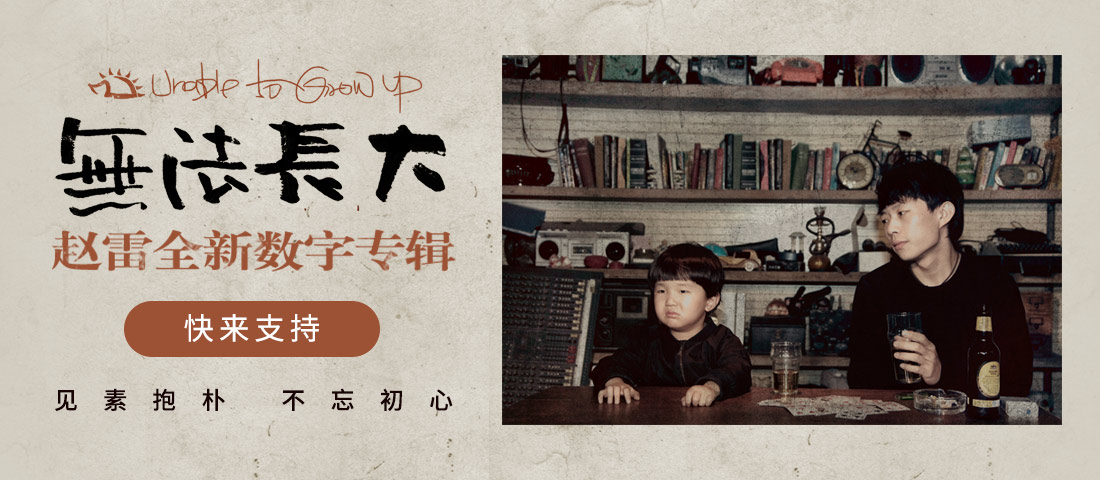 Unable to Grow up
無法長大
赵雷全新数字专辑
快来支持
见素抱朴 不忘初心